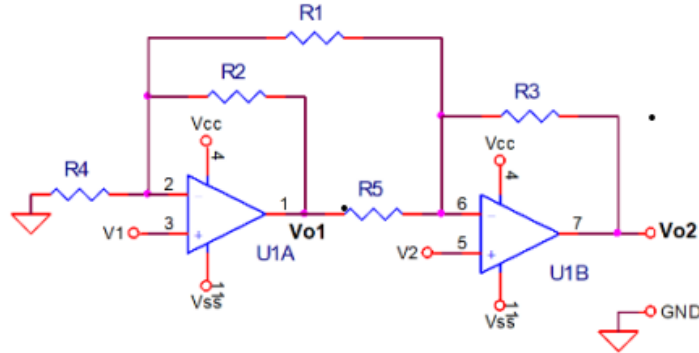 R1
R2
R3
Vcc
4
Vcc
4
R4
2
1
R5
6
7
V1
3
Vo1
V2
5
Vo2
U1A
U1B
11
Vss
11
Vss
GND